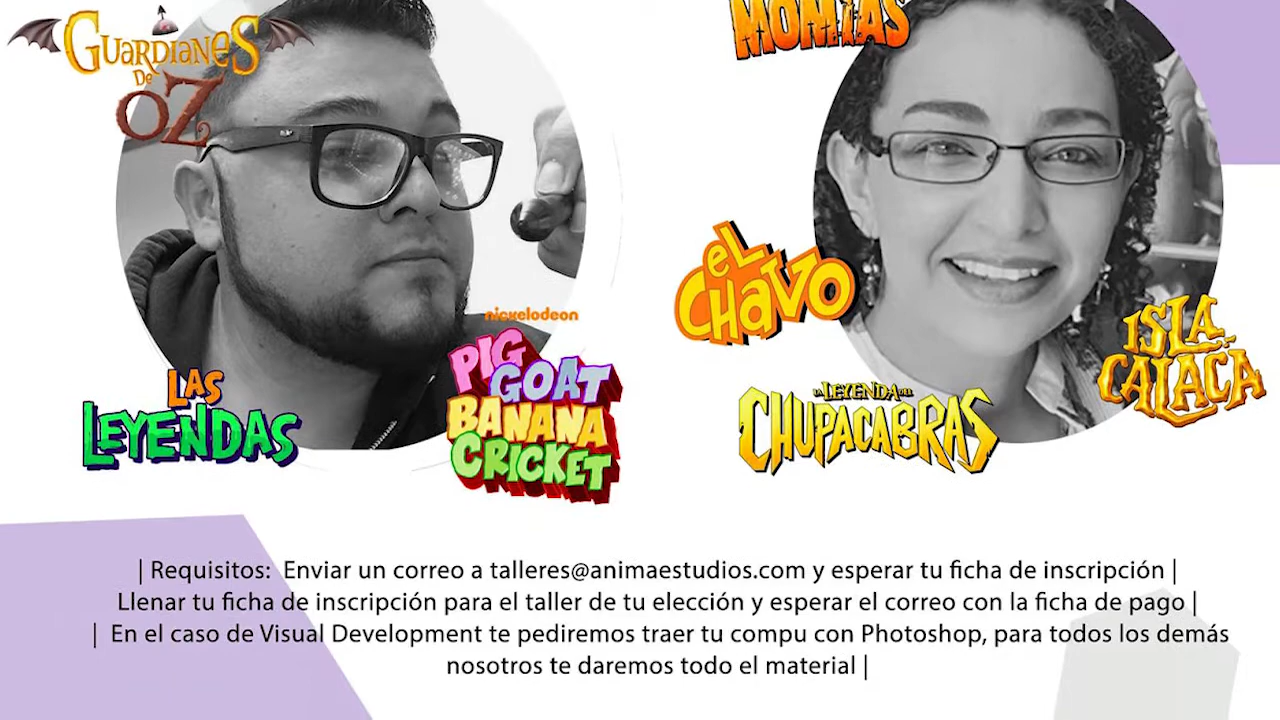 GUARDIANES
De
OZ
MOMIAS
eL
CHaVO
ISLA
CALACA
nickelodeon
PIG
GOAT
BANANA
CRICKET
LAS
LEYENDAS
LA LEYENDA DEL
CHUPACABRAS
| Requisitos: Enviar un correo a talleres@animaestudios.com y esperar tu ficha de inscripción |
Llenar tu ficha de inscripción para el taller de tu elección y esperar el correo con la ficha de pago |
| En el caso de Visual Development te pediremos traer tu compu con Photoshop, para todos los demás
nosotros te daremos todo el material |